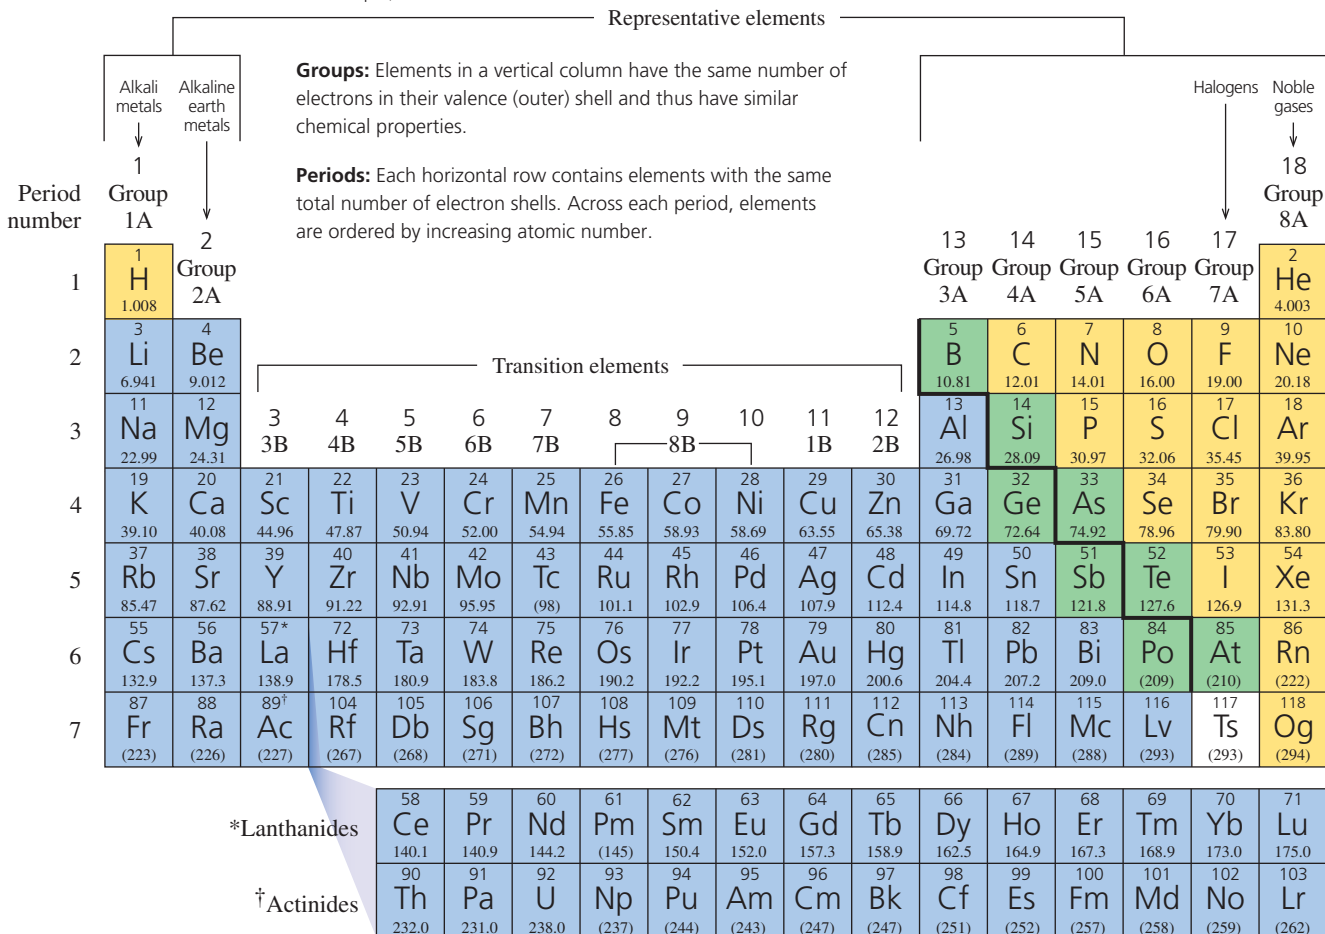 Representative elements
Groups: Elements in a vertical column have the same number of
electrons in their valence (outer) shell and thus have similar
chemical properties.
Periods: Each horizontal row contains elements with the same
total number of electron shells. Across each period, elements
are ordered by increasing atomic number.
Alkali
metals
Alkaline
earth
metals
Halogens
Noble
gases
Period
number
1
Group
1A
2
Group
2A
13
Group
3A
14
Group
4A
15
Group
5A
16
Group
6A
17
Group
7A
18
Group
8A
Transition elements
3
3B
4
4B
5
5B
6
6B
7
7B
8 9 10
8B
11
1B
12
2B
1
1 2
H He
1.008 4.003
2
3 4 5 6 7 8 9 10
Li Be B C N O F Ne
6.941 9.012 10.81 12.01 14.01 16.00 19.00 20.18
3
11 12 13 14 15 16 17 18
Na Mg Al Si P S Cl Ar
22.99 24.31 26.98 28.09 30.97 32.06 35.45 39.95
4
19 20 21 22 23 24 25 26 27 28 29 30 31 32 33 34 35 36
K Ca Sc Ti V Cr Mn Fe Co Ni Cu Zn Ga Ge As Se Br Kr
39.10 40.08 44.96 47.87 50.94 52.00 54.94 55.85 58.93 58.69 63.55 65.38 69.72 72.64 74.92 78.96 79.90 83.80
5
37 38 39 40 41 42 43 44 45 46 47 48 49 50 51 52 53 54
Rb Sr Y Zr Nb Mo Tc Ru Rh Pd Ag Cd In Sn Sb Te I Xe
85.47 87.62 88.91 91.22 92.91 95.95 (98) 101.1 102.9 106.4 107.9 112.4 114.8 118.7 121.8 127.6 126.9 131.3
6
55 56 57* 72 73 74 75 76 77 78 79 80 81 82 83 84 85 86
Cs Ba La Hf Ta W Re Os Ir Pt Au Hg Tl Pb Bi Po At Rn
132.9 137.3 138.9 178.5 180.9 183.8 186.2 190.2 192.2 195.1 197.0 200.6 204.4 207.2 209.0 (209) (210) (222)
7
87 88 89† 104 105 106 107 108 109 110 111 112 113 114 115 116 117 118
Fr Ra Ac Rf Db Sg Bh Hs Mt Ds Rg Cn Nh Fl Mc Lv Ts Og
(223) (226) (227) (267) (268) (271) (272) (277) (276) (281) (280) (285) (284) (289) (288) (293) (293) (294)
*Lanthanides
58 59 60 61 62 63 64 65 66 67 68 69 70 71
Ce Pr Nd Pm Sm Eu Gd Tb Dy Ho Er Tm Yb Lu
140.1 140.9 144.2 (145) 150.4 152.0 157.3 158.9 162.5 164.9 167.3 168.9 173.0 175.0
†Actinides
90 91 92 93 94 95 96 97 98 99 100 101 102 103
Th Pa U Np Pu Am Cm Bk Cf Es Fm Md No Lr
232.0 231.0 238.0 (237) (244) (243) (247) (247) (251) (252) (257) (258) (259) (262)